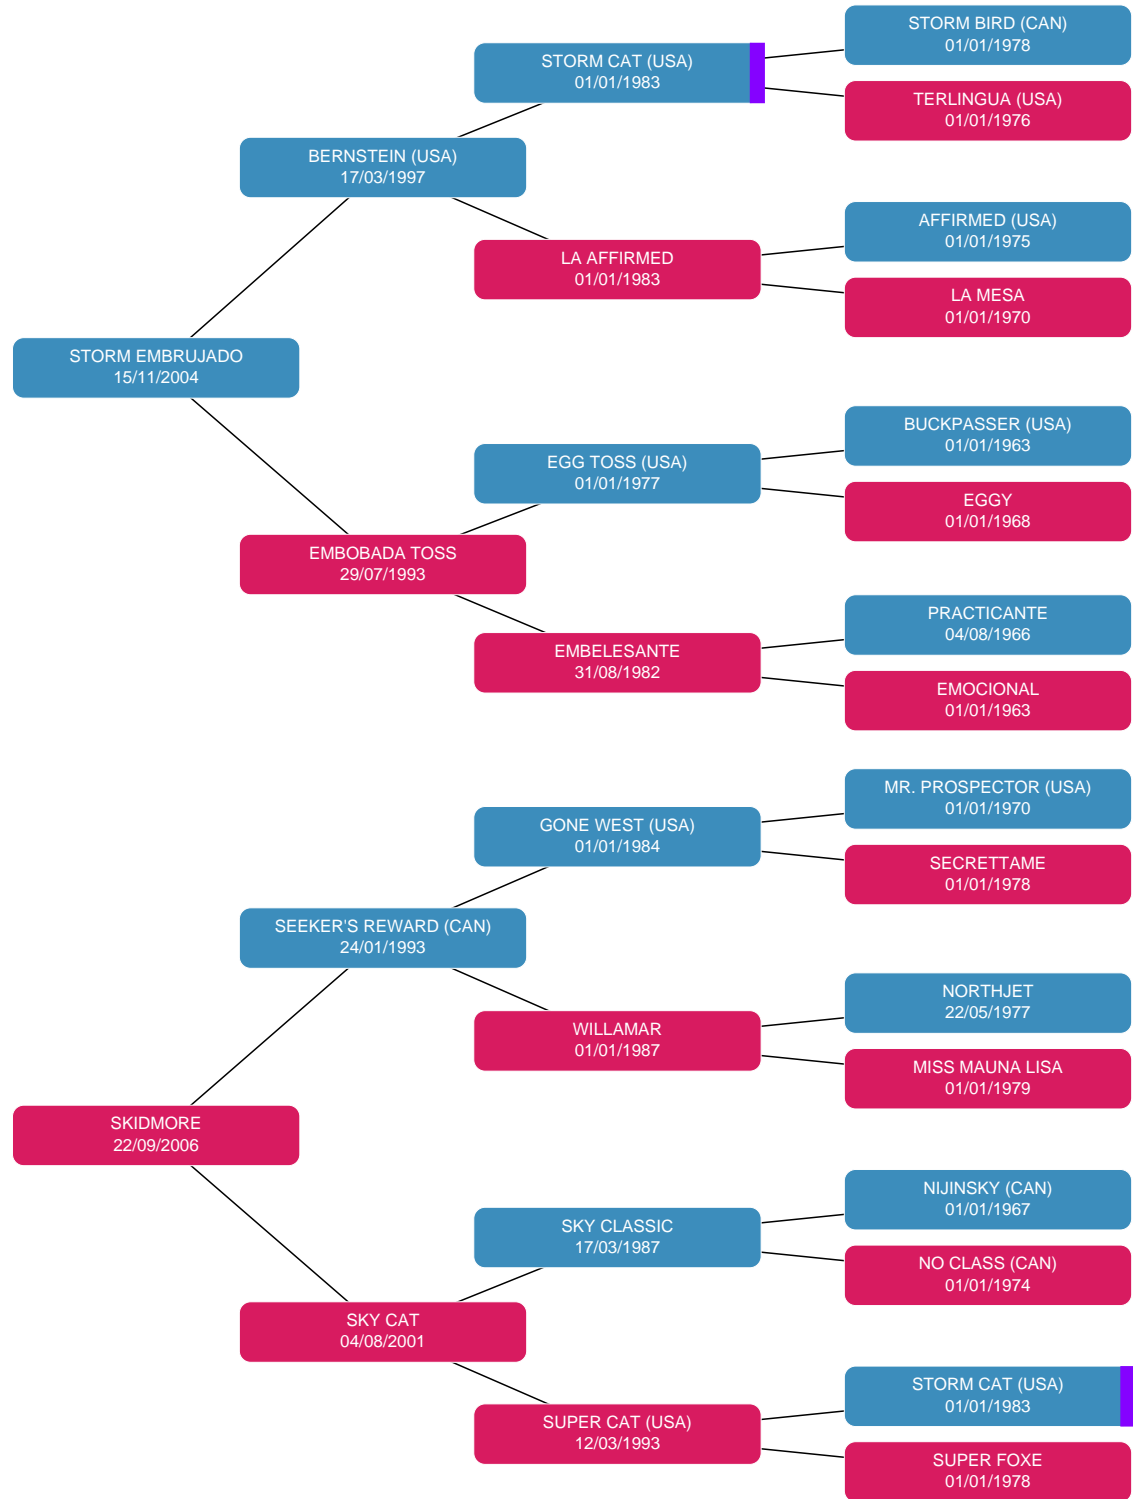 STORM BIRD (CAN)
01/01/1978
STORM CAT (USA)
01/01/1983
TERLINGUA (USA)
01/01/1976
BERNSTEIN (USA)
17/03/1997
AFFIRMED (USA)
01/01/1975
LA AFFIRMED
01/01/1983
LA MESA
01/01/1970
STORM EMBRUJADO
15/11/2004
BUCKPASSER (USA)
01/01/1963
EGG TOSS (USA)
01/01/1977
EGGY
01/01/1968
EMBOBADA TOSS
29/07/1993
PRACTICANTE
04/08/1966
EMBELESANTE
31/08/1982
EMOCIONAL
01/01/1963
MR. PROSPECTOR (USA)
01/01/1970
GONE WEST (USA)
01/01/1984
SECRETTAME
01/01/1978
SEEKER'S REWARD (CAN)
24/01/1993
NORTHJET
22/05/1977
WILLAMAR
01/01/1987
MISS MAUNA LISA
01/01/1979
SKIDMORE
22/09/2006
NIJINSKY (CAN)
01/01/1967
SKY CLASSIC
17/03/1987
NO CLASS (CAN)
01/01/1974
SKY CAT
04/08/2001
STORM CAT (USA)
01/01/1983
SUPER CAT (USA)
12/03/1993
SUPER FOXE
01/01/1978